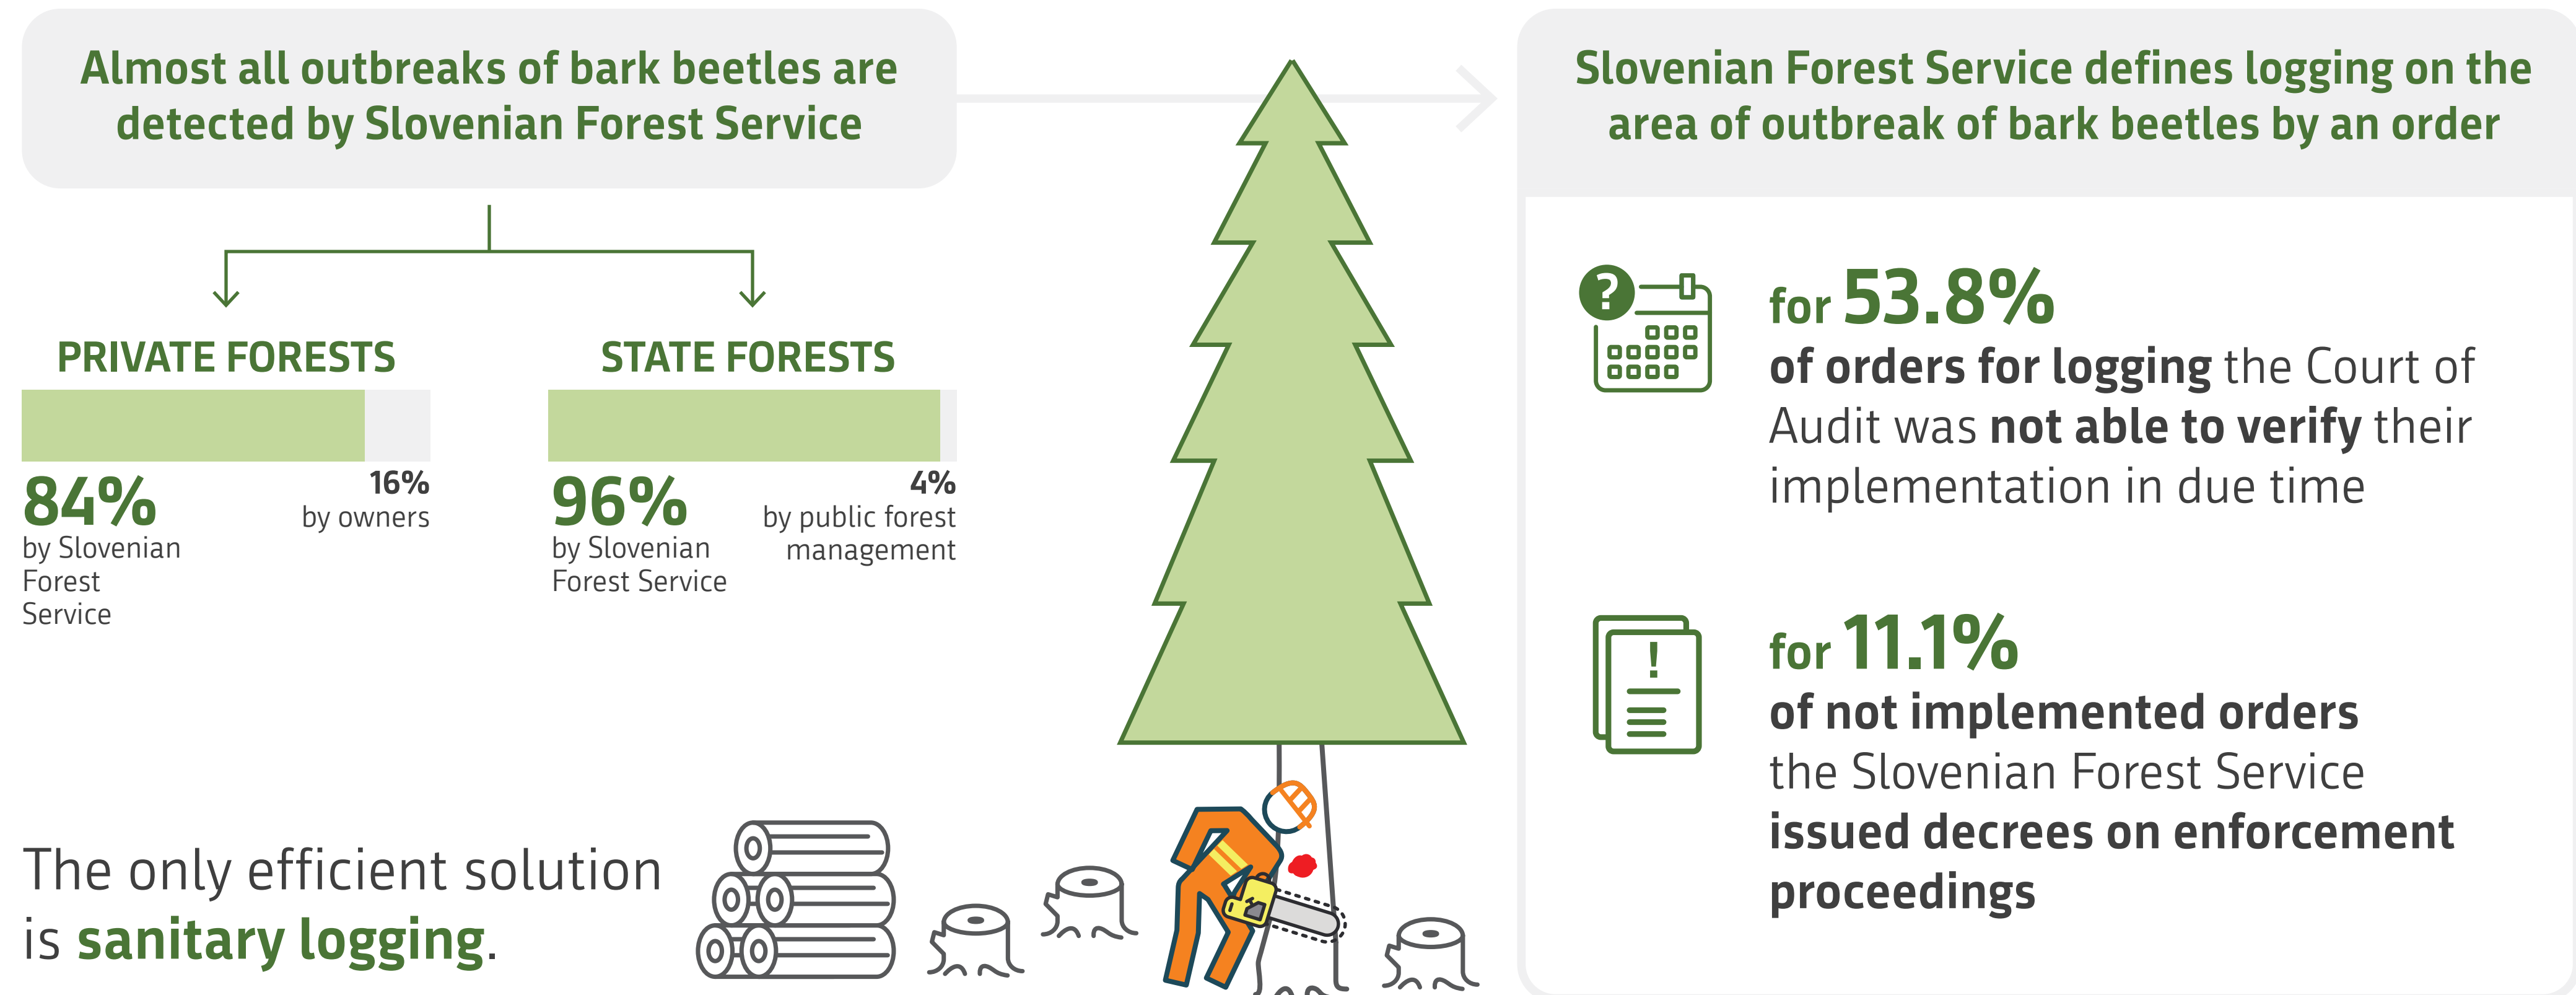 Almost all outbreaks of bark beetles are
detected by Slovenian Forest Service
PRIVATE FORESTS
84%
by Slovenian
Forest
Service
16%
by owners
STATE FORESTS
96%
by Slovenian
Forest Service
4%
by public forest
management
The only efficient solution
is sanitary logging.
Slovenian Forest Service defines logging on the
area of outbreak of bark beetles by an order
?
for 53.8%
of orders for logging the Court of
Audit was not able to verify their
implementation in due time
!
for 11.1%
of not implemented orders
the Slovenian Forest Service
issued decrees on enforcement
proceedings